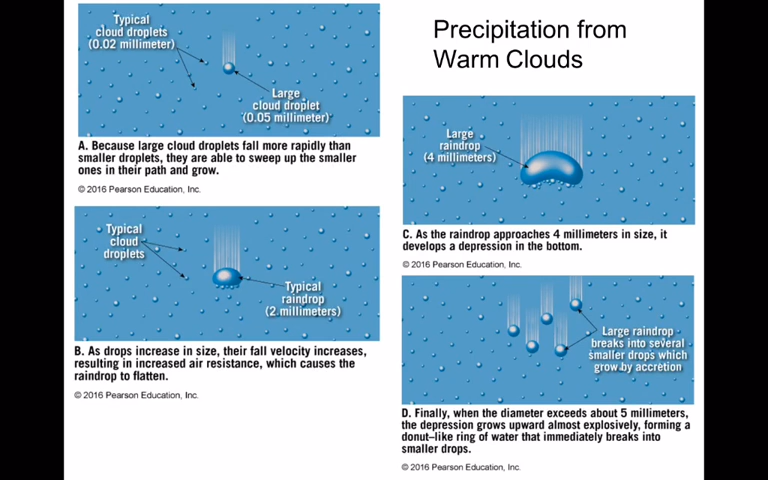 Precipitation from
Warm Clouds
Typical
cloud droplets
(0.02 millimeter)
Large
cloud droplet
(0.05 millimeter)
A. Because large cloud droplets fall more rapidly than
smaller droplets, they are able to sweep up the smaller
ones in their path and grow.
© 2016 Pearson Education, Inc.
Typical
cloud
droplets
Typical
raindrop
(2 millimeters)
B. As drops increase in size, their fall velocity increases,
resulting in increased air resistance, which causes the
raindrop to flatten.
© 2016 Pearson Education, Inc.
Large
raindrop
(4 millimeters)
C. As the raindrop approaches 4 millimeters in size, it
develops a depression in the bottom.
© 2016 Pearson Education, Inc.
Large raindrop
breaks into several
smaller drops which
grow by accretion
D. Finally, when the diameter exceeds about 5 millimeters,
the depression grows upward almost explosively, forming a
donut–like ring of water that immediately breaks into
smaller drops.
© 2016 Pearson Education, Inc.